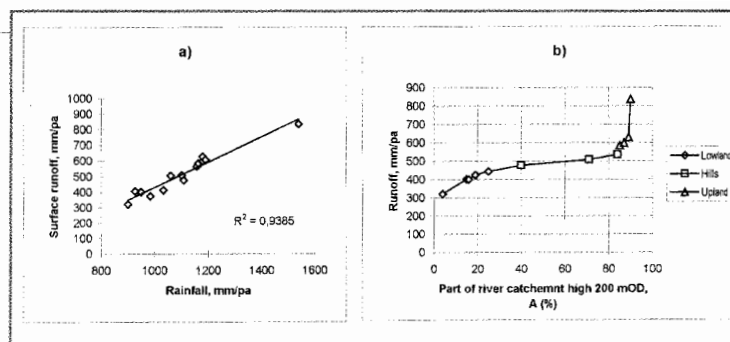 a)
Surface runoff, mm/pa
1000
900
800
700
600
500
400
300
200
100
0
R² = 0,9385
800
1000
1200
1400
1600
Rainfall, mm/pa
b)
Runoff, mm/pa
900
800
700
600
500
400
300
200
100
0
0
20
40
60
80
100
Part of river catchemnt high 200 mOD,
A (%)
Lowland
Hills
Upland